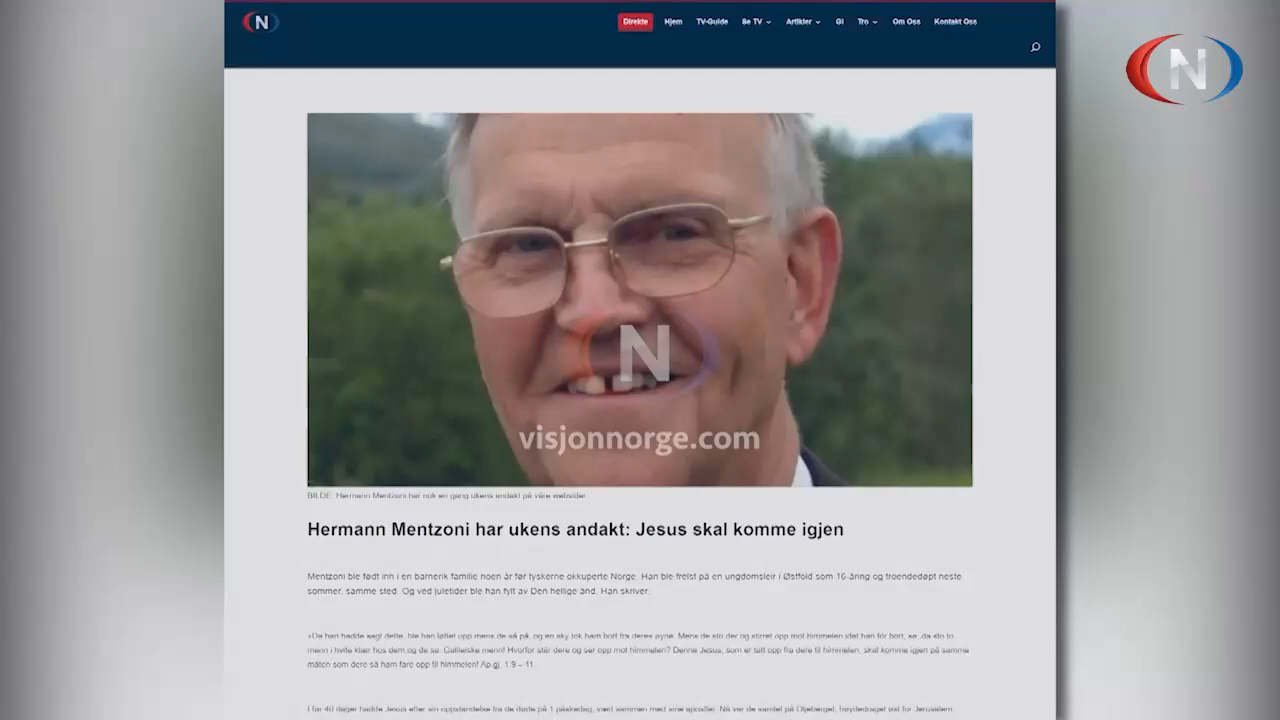 N
Direkte Hjem TV-Guide Se TV Artikler Gi Tro Om Oss Kontakt Oss
N
N
visjonnorge.com
BILDE: Hermann Mentzoni har nok en gang ukens andakt på våre websider
Hermann Mentzoni har ukens andakt: Jesus skal komme igjen
Mentzoni ble født inn i en barnerik familie noen år før tyskerne okkuperte Norge. Han ble frelst på en ungdomsleir i Østfold som 16-åring og troendedøpt neste
sommer, samme sted. Og ved juletider ble han fylt av Den hellige ånd. Han skriver:
«Da han hadde sagt dette, ble han løftet opp mens de så på, og en sky tok ham bort fra deres øyne. Mens de sto der og stirret opp mot himmelen idet han fór bort, se, da sto to
menn i hvite klær hos dem,og de sa: Galileiske menn! Hvorfor står dere og ser opp mot himmelen? Denne Jesus, som er tatt opp fra dere til himmelen, skal komme igjen på samme
måten som dere så ham fare opp til himmelen! Ap.gj. 1:9 – 11
I før 40 dager hadde Jesus etter sin oppstandelse fra de døde på 1 påskedag, vært sammen med sine apostler. Nå var de samlet på Oljeberget, høydedraget øst for Jerusalem.